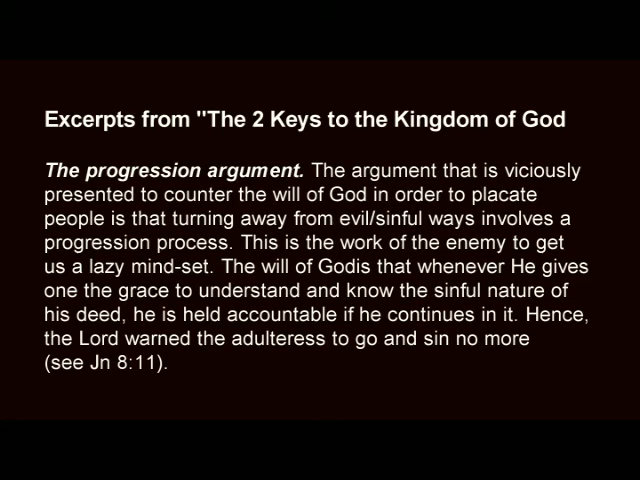 Excerpts from "The 2 Keys to the Kingdom of God
The progression argument. The argument that is viciously
presented to counter the will of God in order to placate
people is that turning away from evil/sinful ways involves a
progression process. This is the work of the enemy to get
us a lazy mind-set. The will of Godis that whenever He gives
one the grace to understand and know the sinful nature of
his deed, he is held accountable if he continues in it. Hence,
the Lord warned the adulteress to go and sin no more
(see Jn 8:11).